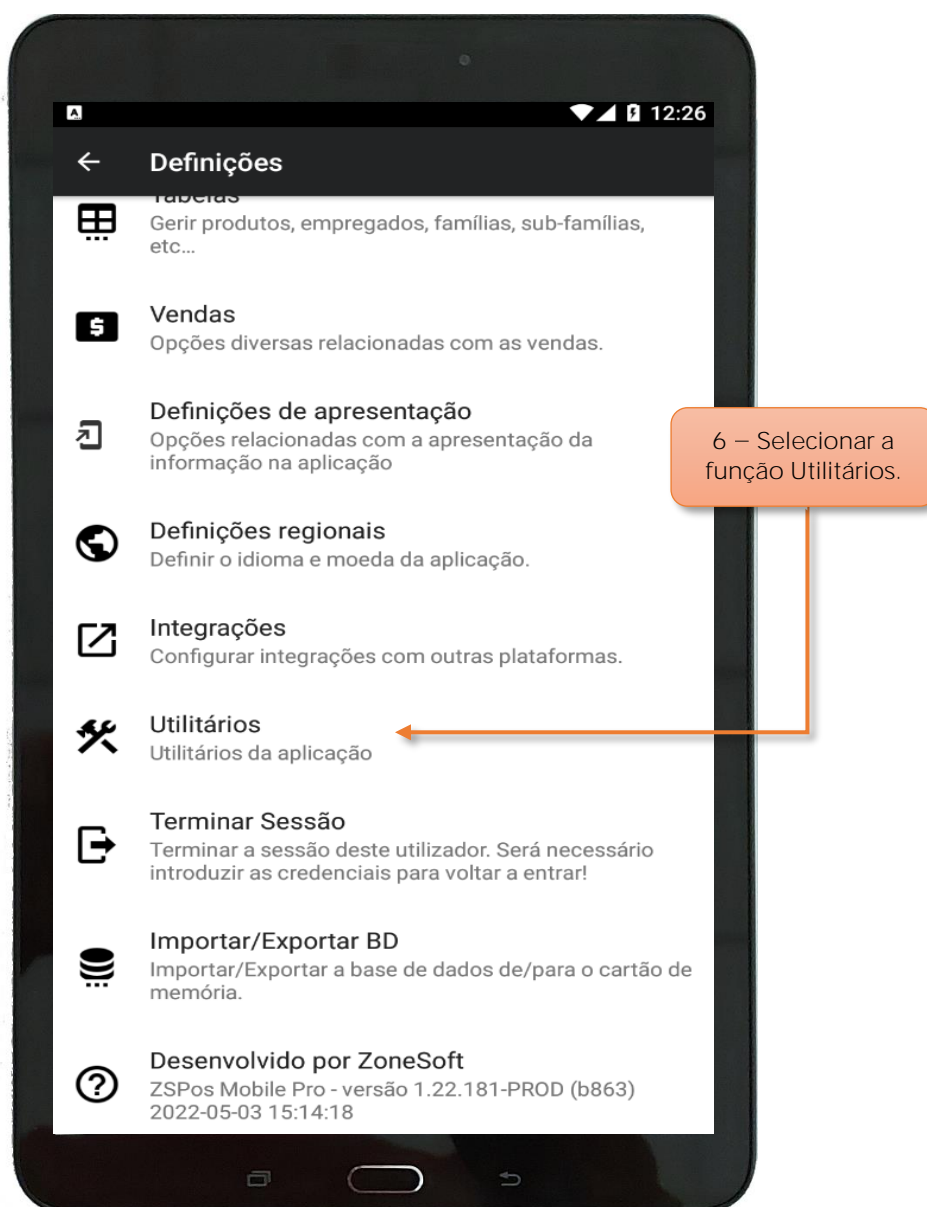 12:26
Definições
Tabelas
Gerir produtos, empregados, famílias, sub-famílias,
etc...
Vendas
Opções diversas relacionadas com as vendas.
Definições de apresentação
Opções relacionadas com a apresentação da
informação na aplicação
6 – Selecionar a
função Utilitários.
Definições regionais
Definir o idioma e moeda da aplicação.
Integrações
Configurar integrações com outras plataformas.
Utilitários
Utilitários da aplicação
Terminar Sessão
Terminar a sessão deste utilizador. Será necessário
introduzir as credenciais para voltar a entrar!
Importar/Exportar BD
Importar/Exportar a base de dados de/para o cartão de
memória.
Desenvolvido por ZoneSoft
ZSPos Mobile Pro - versão 1.22.181-PROD (b863)
2022-05-03 15:14:18